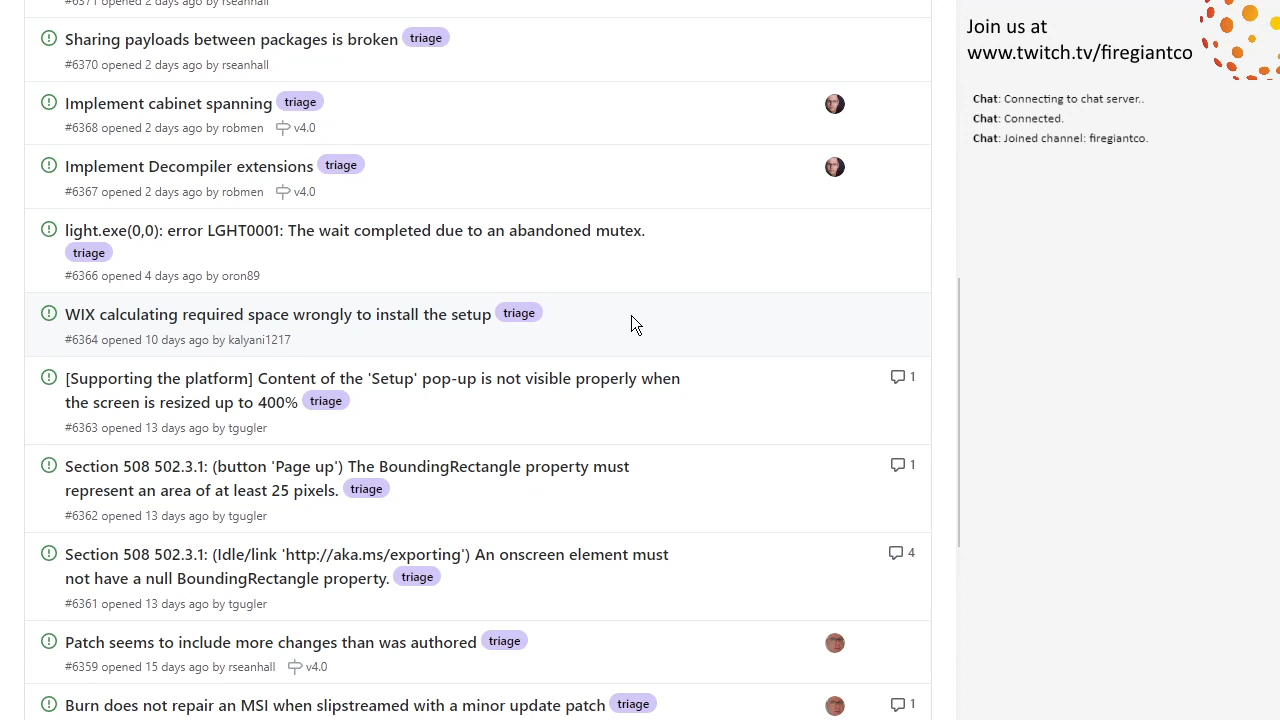 #6371 opened 2 days ago by rseanhall
Sharing payloads between packages is broken triage
#6370 opened 2 days ago by rseanhall
Implement cabinet spanning triage
#6368 opened 2 days ago by robmen v4.0
Implement Decompiler extensions triage
#6367 opened 2 days ago by robmen v4.0
light.exe(0,0): error LGHT0001: The wait completed due to an abandoned mutex.
triage
#6366 opened 4 days ago by oron89
WIX calculating required space wrongly to install the setup triage
#6364 opened 10 days ago by kalyani1217
[Supporting the platform] Content of the 'Setup' pop-up is not visible properly when 1
the screen is resized up to 400% triage
#6363 opened 13 days ago by tgugler
Section 508 502.3.1: (button 'Page up') The BoundingRectangle property must 1
represent an area of at least 25 pixels. triage
#6362 opened 13 days ago by tgugler
Section 508 502.3.1: (Idle/link 'http://aka.ms/exporting') An onscreen element must 4
not have a null BoundingRectangle property. triage
#6361 opened 13 days ago by tgugler
Patch seems to include more changes than was authored triage
#6359 opened 15 days ago by rseanhall v4.0
Burn does not repair an MSI when slipstreamed with a minor update patch triage 1
Join us at
www.twitch.tv/firegiantco
Chat: Connecting to chat server..
Chat: Connected.
Chat: Joined channel: firegiantco.